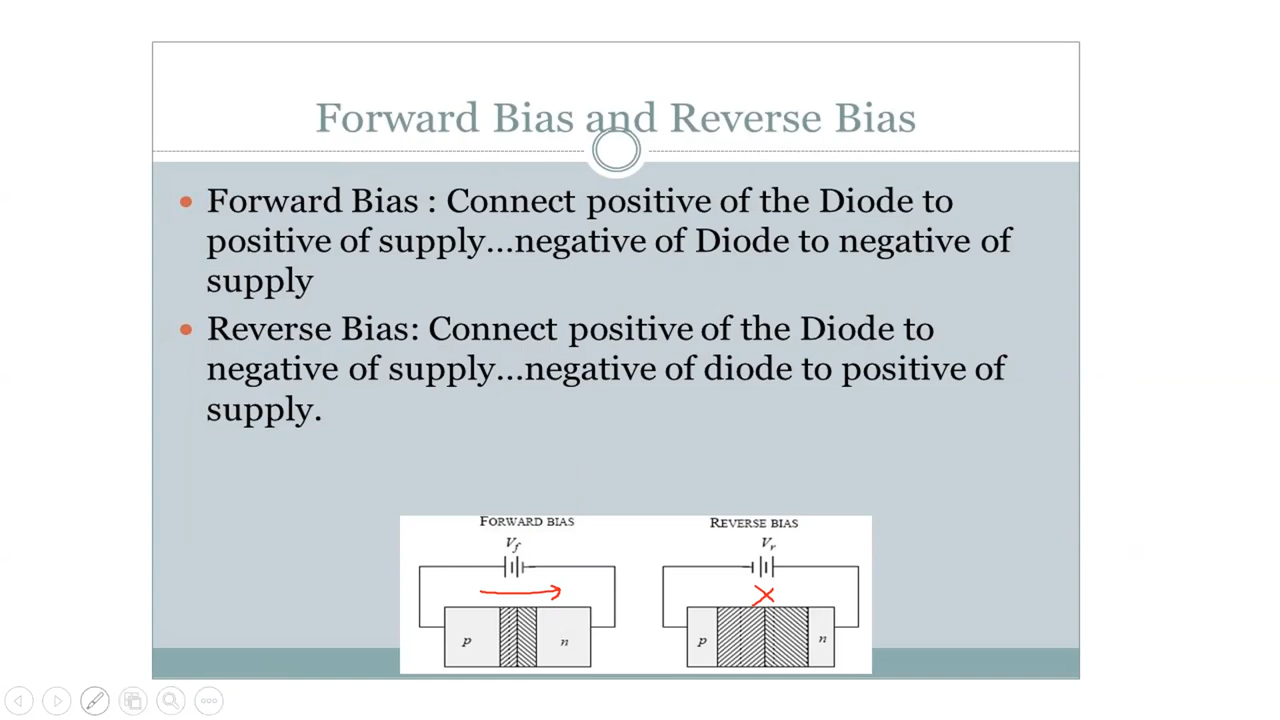 Forward Bias and Reverse Bias
• Forward Bias : Connect positive of the Diode to
positive of supply...negative of Diode to negative of
supply
• Reverse Bias: Connect positive of the Diode to
negative of supply...negative of diode to positive of
supply.
FORWARD BIAS
REVERSE BIAS
Vf
Vr
p
n
p
n